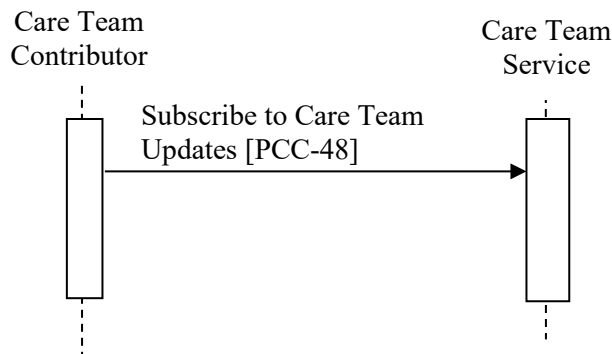 Care Team
Contributor
Care Team
Service
Subscribe to Care Team
Updates [PCC-48]